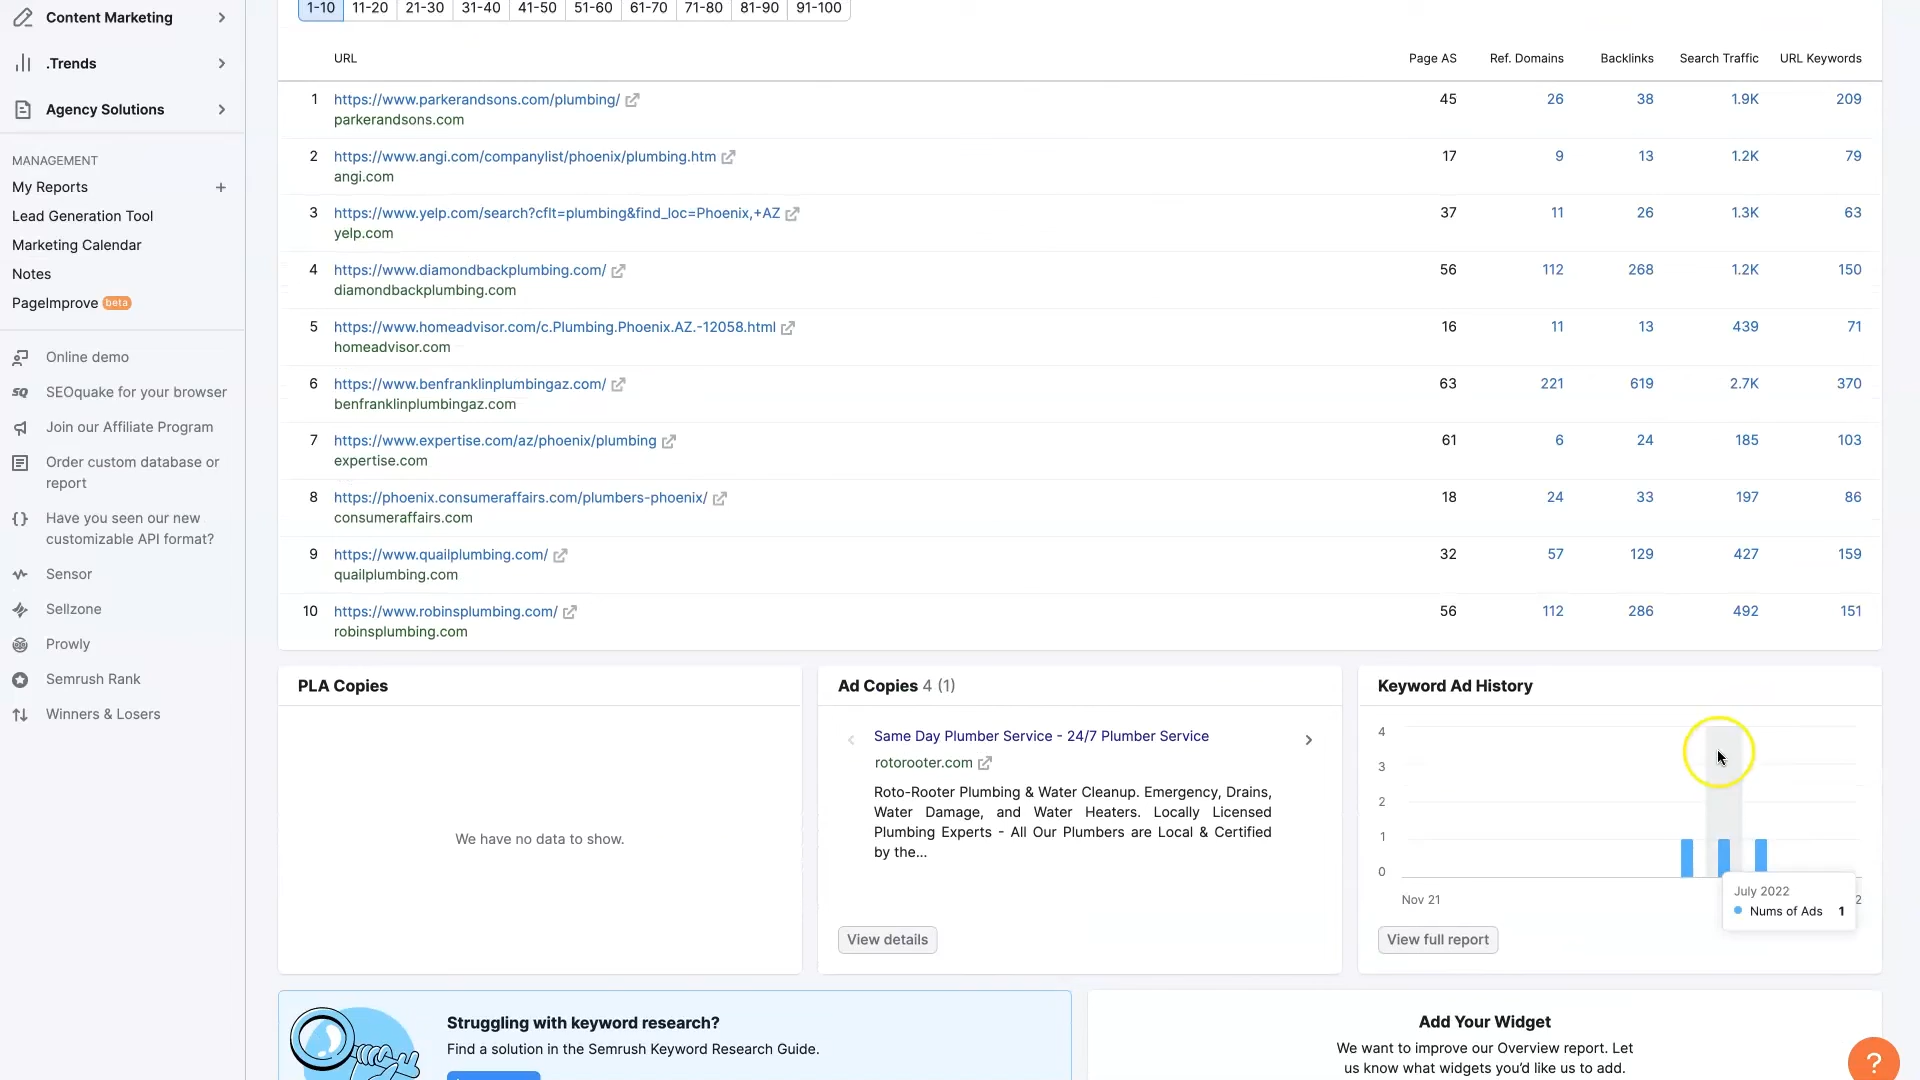 Content Marketing
.Trends
Agency Solutions
MANAGEMENT
My Reports +
Lead Generation Tool
Marketing Calendar
Notes
PageImprove beta
Online demo
SEOquake for your browser
Join our Affiliate Program
Order custom database or
report
Have you seen our new
customizable API format?
Sensor
Sellzone
Prowly
Semrush Rank
Winners & Losers
1-10 11-20 21-30 31-40 41-50 51-60 61-70 71-80 81-90 91-100
URL Page AS Ref. Domains Backlinks Search Traffic URL Keywords
1 https://www.parkerandsons.com/plumbing/ 45 26 38 1.9K 209
parkerandsons.com
2 https://www.angi.com/companylist/phoenix/plumbing.htm 17 9 13 1.2K 79
angi.com
3 https://www.yelp.com/search?cflt=plumbing&find_loc=Phoenix,+AZ 37 11 26 1.3K 63
yelp.com
4 https://www.diamondbackplumbing.com/ 56 112 268 1.2K 150
diamondbackplumbing.com
5 https://www.homeadvisor.com/c.Plumbing.Phoenix.AZ.-12058.html 16 11 13 439 71
homeadvisor.com
6 https://www.benfranklinplumbingaz.com/ 63 221 619 2.7K 370
benfranklinplumbingaz.com
7 https://www.expertise.com/az/phoenix/plumbing 61 6 24 185 103
expertise.com
8 https://phoenix.consumeraffairs.com/plumbers-phoenix/ 18 24 33 197 86
consumeraffairs.com
9 https://www.quailplumbing.com/ 32 57 129 427 159
quailplumbing.com
10 https://www.robinsplumbing.com/ 56 112 286 492 151
robinsplumbing.com
PLA Copies
We have no data to show.
Ad Copies 4 (1)
Same Day Plumber Service - 24/7 Plumber Service
rotorooter.com
Roto-Rooter Plumbing & Water Cleanup. Emergency, Drains,
Water Damage, and Water Heaters. Locally Licensed
Plumbing Experts - All Our Plumbers are Local & Certified
by the...
View details
Keyword Ad History
4
3
2
1
0
Nov 21 2
July 2022
Nums of Ads 1
View full report
Struggling with keyword research?
Find a solution in the Semrush Keyword Research Guide.
Add Your Widget
We want to improve our Overview report. Let
us know what widgets you'd like us to add.
?